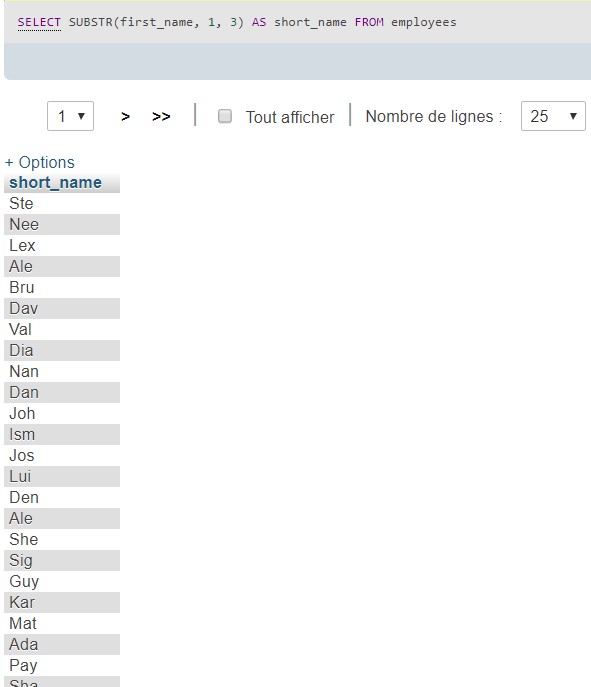 SELECT SUBSTR(first_name, 1, 3) AS short_name FROM employees
1 > >> Tout afficher Nombre de lignes : 25
+ Options
short_name
Ste
Nee
Lex
Ale
Bru
Dav
Val
Dia
Nan
Dan
Joh
Ism
Jos
Lui
Den
Ale
She
Sig
Guy
Kar
Mat
Ada
Pay
Sha